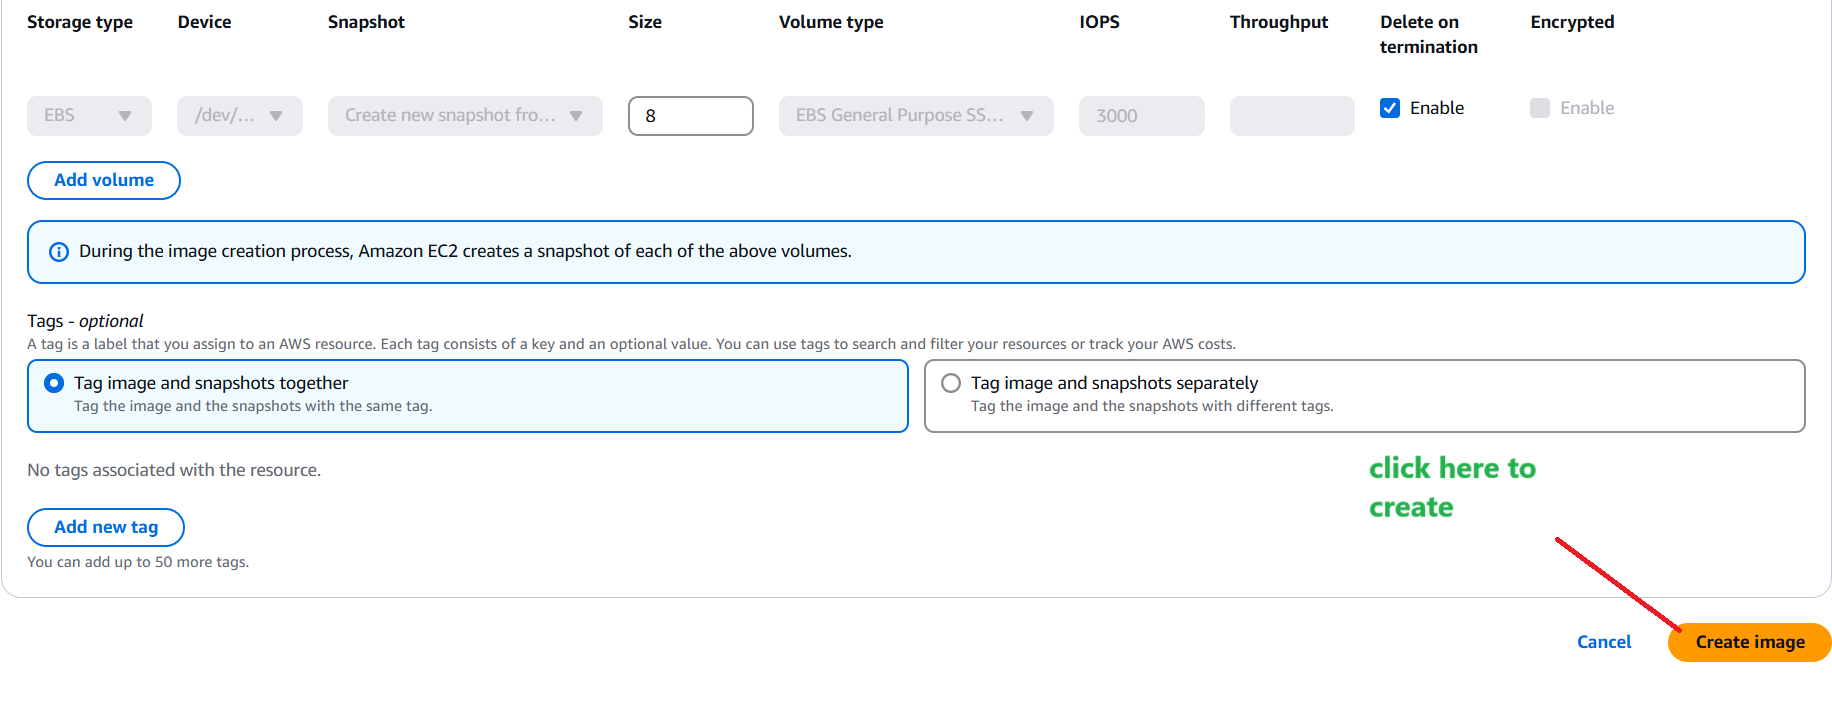 Storage type Device Snapshot Size Volume type IOPS Throughput Delete on termination Encrypted
EBS /dev/... Create new snapshot fro... 8 EBS General Purpose SS... 3000 Enable Enable
Add volume
During the image creation process, Amazon EC2 creates a snapshot of each of the above volumes.
Tags - optional
A tag is a label that you assign to an AWS resource. Each tag consists of a key and an optional value. You can use tags to search and filter your resources or track your AWS costs.
Tag image and snapshots together
Tag the image and the snapshots with the same tag.
Tag image and snapshots separately
Tag the image and the snapshots with different tags.
No tags associated with the resource.
click here to
create
Add new tag
You can add up to 50 more tags.
Cancel Create image